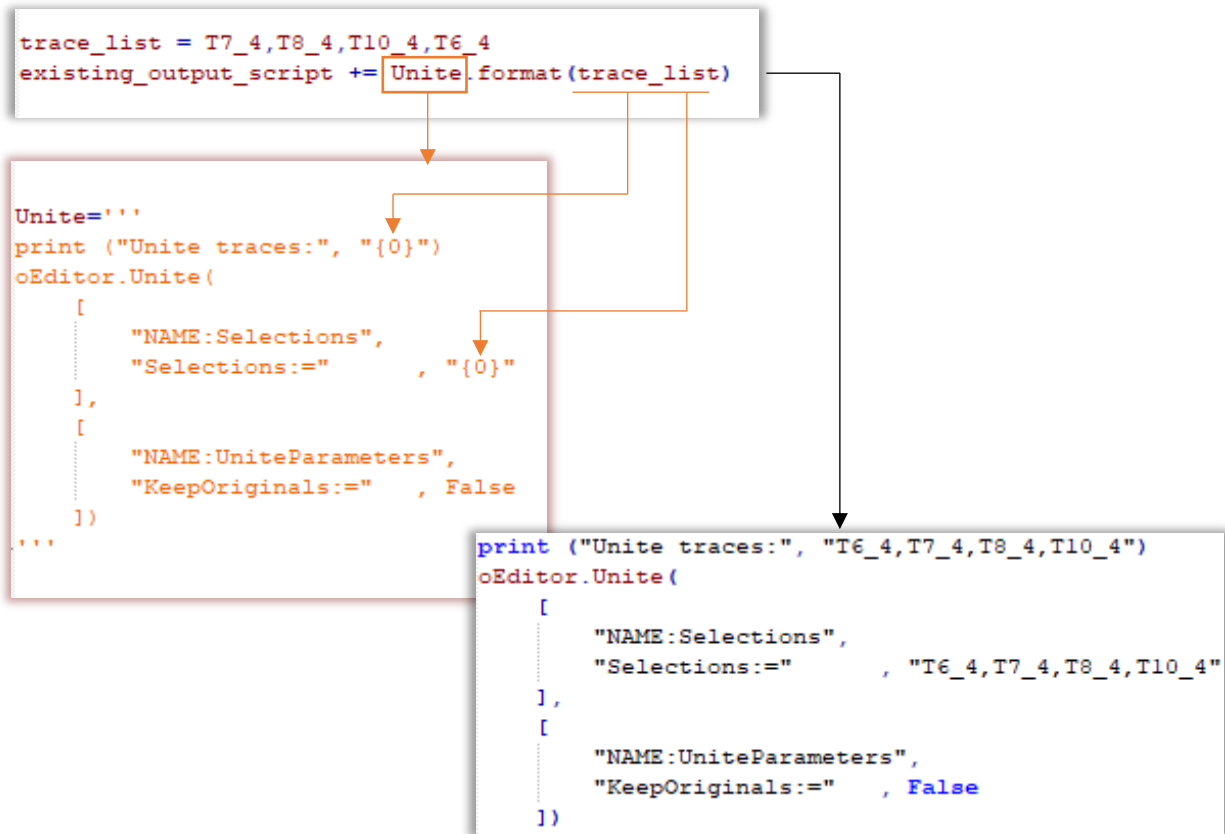 trace_list = T7_4,T8_4,T10_4,T6_4
existing_output_script += Unite.format(trace_list)
Unite='''
print ("Unite traces:", "{0}")
oEditor.Unite(
[
"NAME:Selections",
"Selections:=" , "{0}"
],
[
"NAME:UniteParameters",
"KeepOriginals:=" , False
])
'''
print ("Unite traces:", "T6_4,T7_4,T8_4,T10_4")
oEditor.Unite(
[
"NAME:Selections",
"Selections:=" , "T6_4,T7_4,T8_4,T10_4"
],
[
"NAME:UniteParameters",
"KeepOriginals:=" , False
])